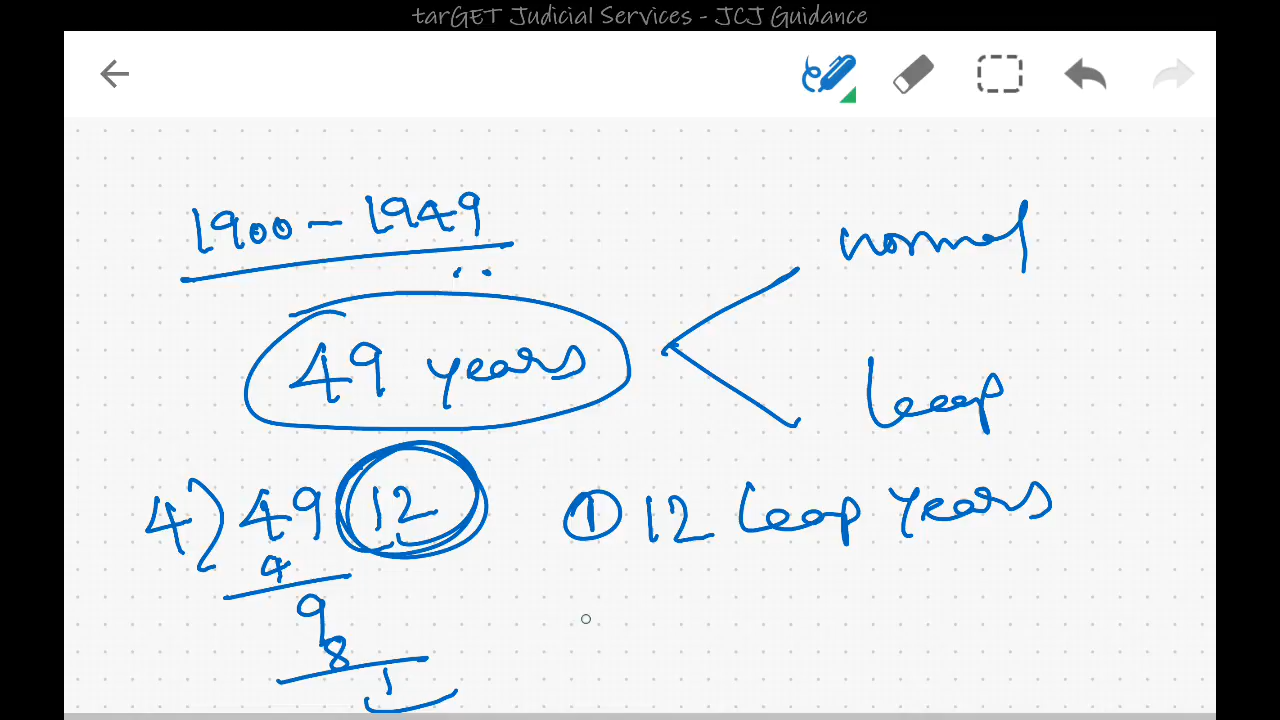 tarGET Judicial Services - JCJ Guidance
1900 - 1949
normal
49 years
leap
4) 49 (12
① 12 leap years
4
9
8
1